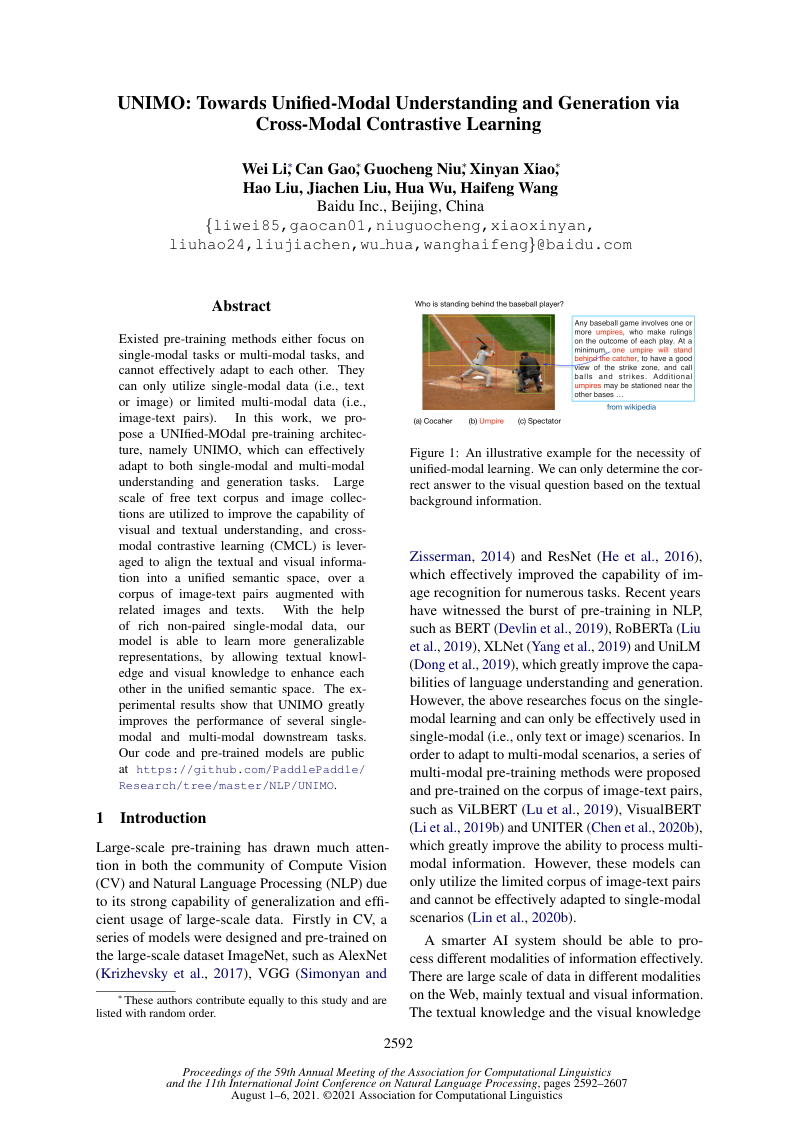 UNIMO: Towards Unified-Modal Understanding and Generation via
Cross-Modal Contrastive Learning
Wei Li*, Can Gao*, Guocheng Niu*, Xinyan Xiao*,
Hao Liu, Jiachen Liu, Hua Wu, Haifeng Wang
Baidu Inc., Beijing, China
{liwei85,gaocan01,niuguocheng,xiaoxinyan,
liuhao24,liujiachen,wu_hua,wanghaifeng}@baidu.com
Abstract
Existed pre-training methods either focus on
single-modal tasks or multi-modal tasks, and
cannot effectively adapt to each other. They
can only utilize single-modal data (i.e., text
or image) or limited multi-modal data (i.e.,
image-text pairs). In this work, we pro-
pose a UNIfied-MOdal pre-training architec-
ture, namely UNIMO, which can effectively
adapt to both single-modal and multi-modal
understanding and generation tasks. Large
scale of free text corpus and image collec-
tions are utilized to improve the capability of
visual and textual understanding, and cross-
modal contrastive learning (CMCL) is lever-
aged to align the textual and visual informa-
tion into a unified semantic space, over a
corpus of image-text pairs augmented with
related images and texts. With the help
of rich non-paired single-modal data, our
model is able to learn more generalizable
representations, by allowing textual knowl-
edge and visual knowledge to enhance each
other in the unified semantic space. The ex-
perimental results show that UNIMO greatly
improves the performance of several single-
modal and multi-modal downstream tasks.
Our code and pre-trained models are public
at https://github.com/PaddlePaddle/
Research/tree/master/NLP/UNIMO.
1 Introduction
Large-scale pre-training has drawn much atten-
tion in both the community of Compute Vision
(CV) and Natural Language Processing (NLP) due
to its strong capability of generalization and effi-
cient usage of large-scale data. Firstly in CV, a
series of models were designed and pre-trained on
the large-scale dataset ImageNet, such as AlexNet
(Krizhevsky et al., 2017), VGG (Simonyan and
* These authors contribute equally to this study and are
listed with random order.
Who is standing behind the baseball player?
Any baseball game involves one or
more umpires, who make rulings
on the outcome of each play. At a
minimum, one umpire will stand
behind the catcher, to have a good
view of the strike zone, and call
balls and strikes. Additional
umpires may be stationed near the
other bases …
from wikipedia
(a) Cocaher (b) Umpire (c) Spectator
Figure 1: An illustrative example for the necessity of
unified-modal learning. We can only determine the cor-
rect answer to the visual question based on the textual
background information.
Zisserman, 2014) and ResNet (He et al., 2016),
which effectively improved the capability of im-
age recognition for numerous tasks. Recent years
have witnessed the burst of pre-training in NLP,
such as BERT (Devlin et al., 2019), RoBERTa (Liu
et al., 2019), XLNet (Yang et al., 2019) and UniLM
(Dong et al., 2019), which greatly improve the capa-
bilities of language understanding and generation.
However, the above researches focus on the single-
modal learning and can only be effectively used in
single-modal (i.e., only text or image) scenarios. In
order to adapt to multi-modal scenarios, a series of
multi-modal pre-training methods were proposed
and pre-trained on the corpus of image-text pairs,
such as ViLBERT (Lu et al., 2019), VisualBERT
(Li et al., 2019b) and UNITER (Chen et al., 2020b),
which greatly improve the ability to process multi-
modal information. However, these models can
only utilize the limited corpus of image-text pairs
and cannot be effectively adapted to single-modal
scenarios (Lin et al., 2020b).
A smarter AI system should be able to pro-
cess different modalities of information effectively.
There are large scale of data in different modalities
on the Web, mainly textual and visual information.
The textual knowledge and the visual knowledge
2592
Proceedings of the 59th Annual Meeting of the Association for Computational Linguistics
and the 11th International Joint Conference on Natural Language Processing, pages 2592–2607
August 1–6, 2021. ©2021 Association for Computational Linguistics